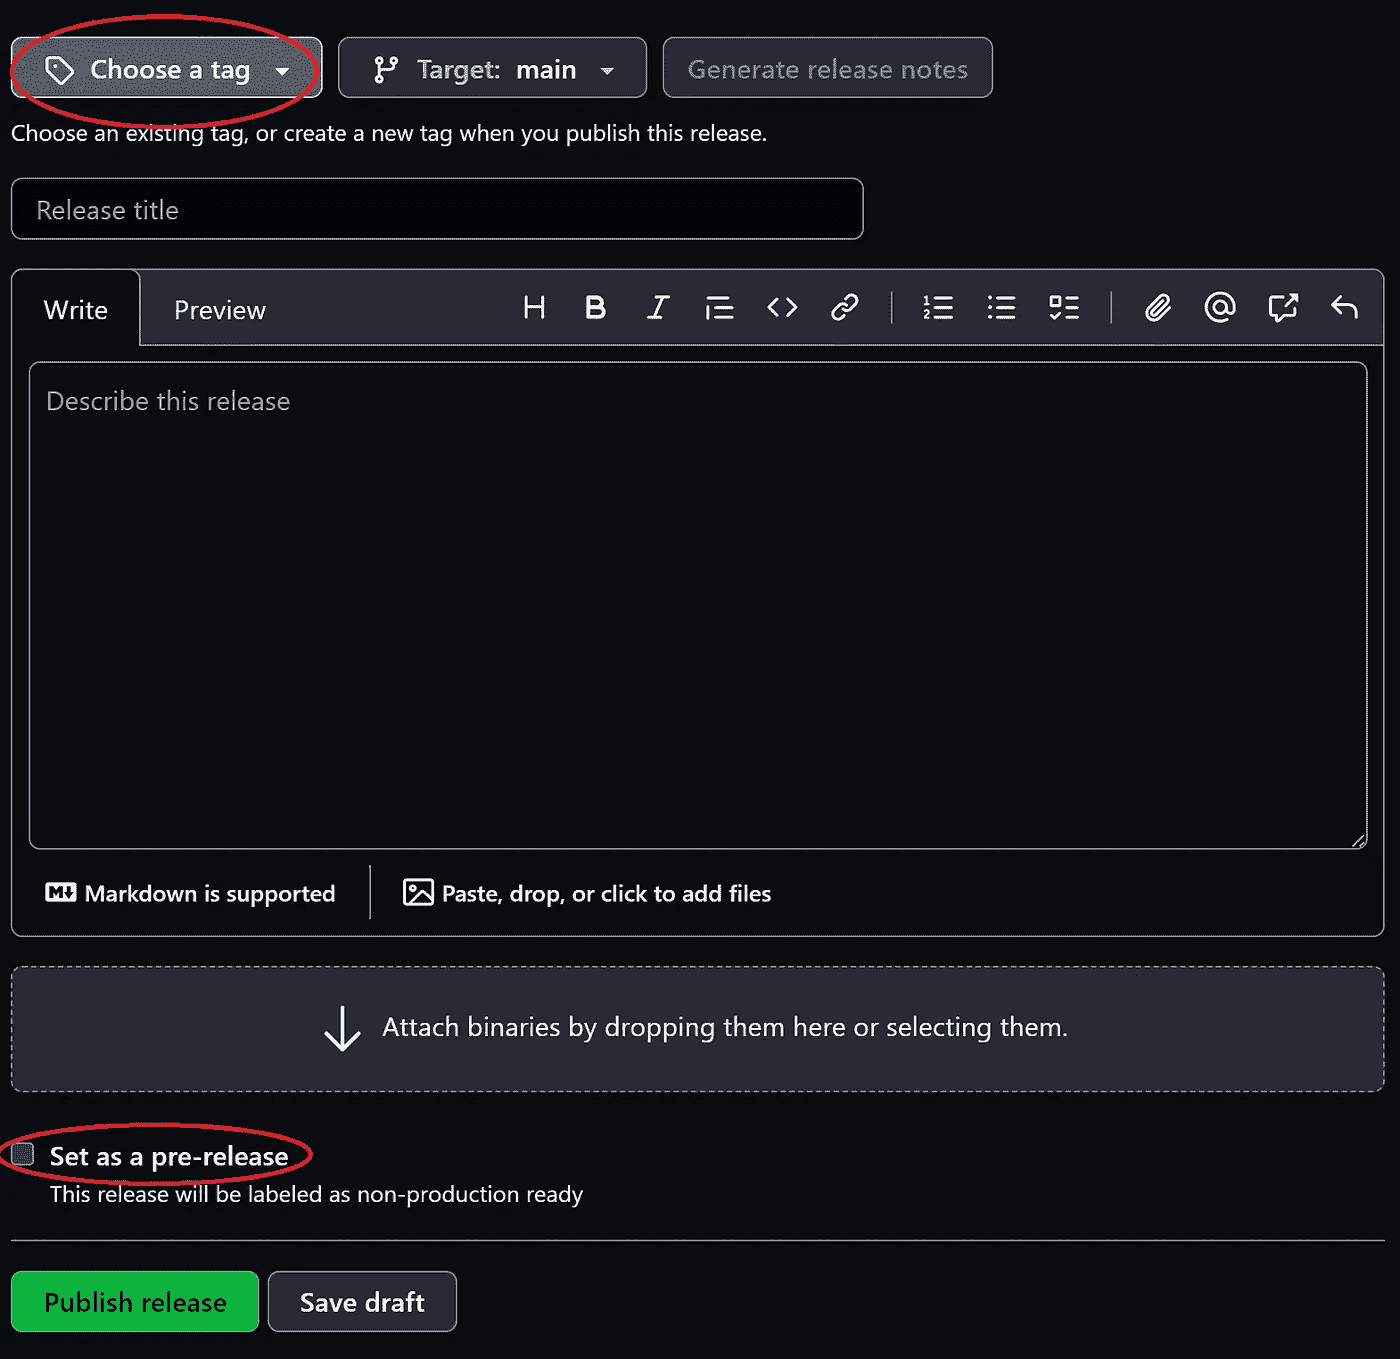 Choose a tag
Target: main
Generate release notes
Choose an existing tag, or create a new tag when you publish this release.
Release title
Write
Preview
Describe this release
Markdown is supported
Paste, drop, or click to add files
Attach binaries by dropping them here or selecting them.
Set as a pre-release
This release will be labeled as non-production ready
Publish release
Save draft